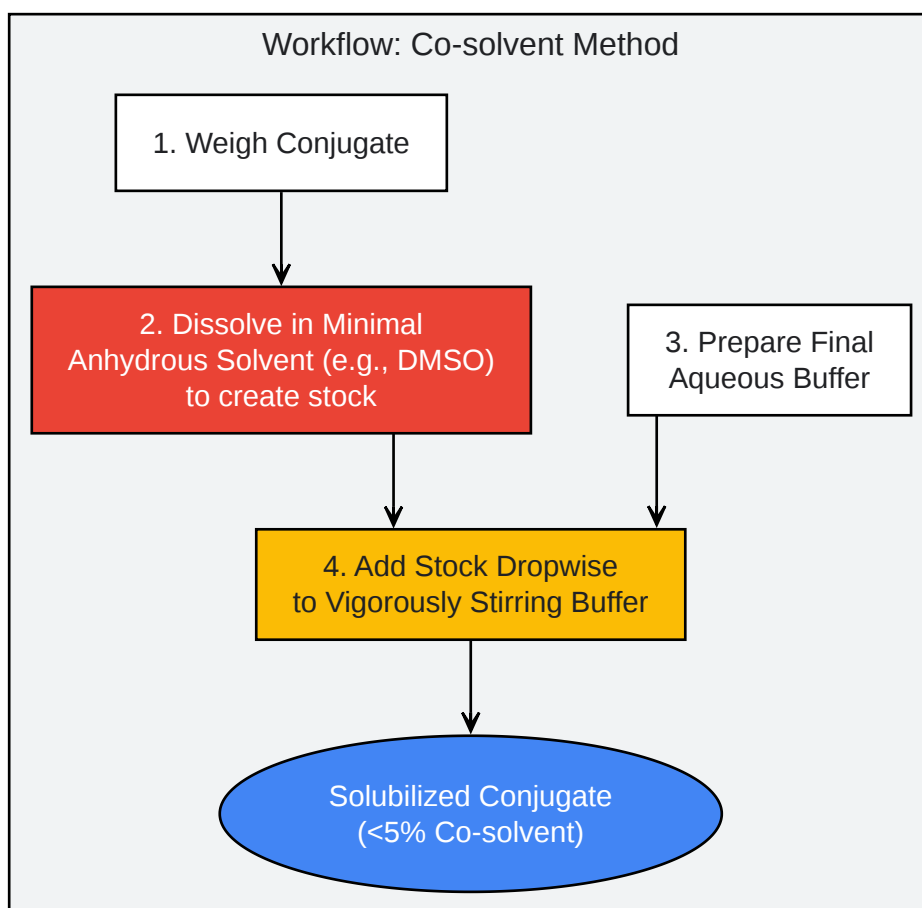 Workflow: Co-solvent Method
1. Weigh Conjugate
2. Dissolve in Minimal
Anhydrous Solvent (e.g., DMSO)
to create stock
3. Prepare Final
Aqueous Buffer
4. Add Stock Dropwise
to Vigorously Stirring Buffer
Solubilized Conjugate
(<5% Co-solvent)